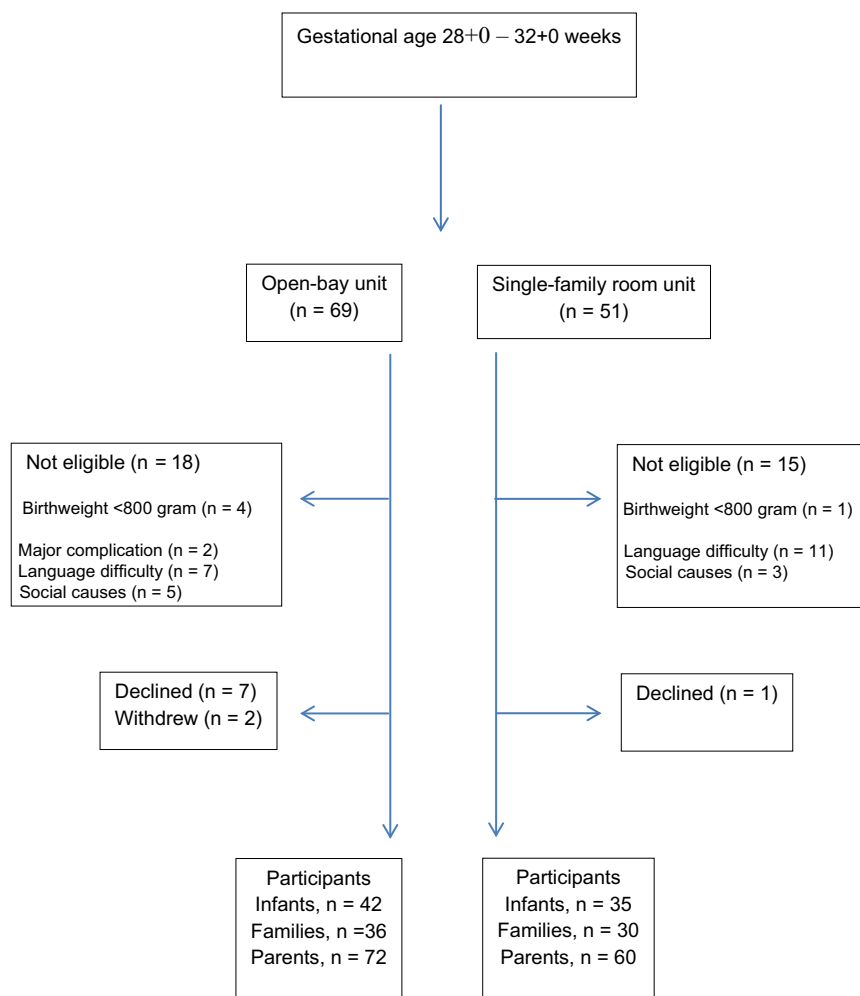 Gestational age 28+0 – 32+0 weeks
Open-bay unit
(n = 69)
Single-family room unit
(n = 51)
Not eligible (n = 18)
Birthweight <800 gram (n = 4)
Major complication (n = 2)
Language difficulty (n = 7)
Social causes (n = 5)
Not eligible (n = 15)
Birthweight <800 gram (n = 1)
Language difficulty (n = 11)
Social causes (n = 3)
Declined (n = 7)
Withdrew (n = 2)
Declined (n = 1)
Participants
Infants, n = 42
Families, n =36
Parents, n = 72
Participants
Infants, n = 35
Families, n = 30
Parents, n = 60